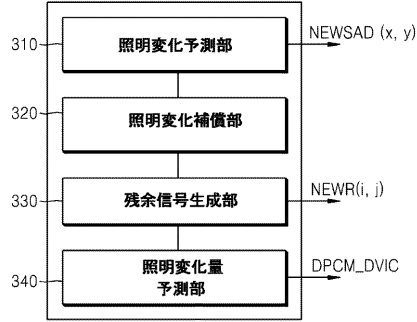 310
照明変化予測部
NEWSAD (x, y)
320
照明変化補償部
330
残余信号生成部
NEWR(i, j)
340
照明変化量
予測部
DPCM_DVIC